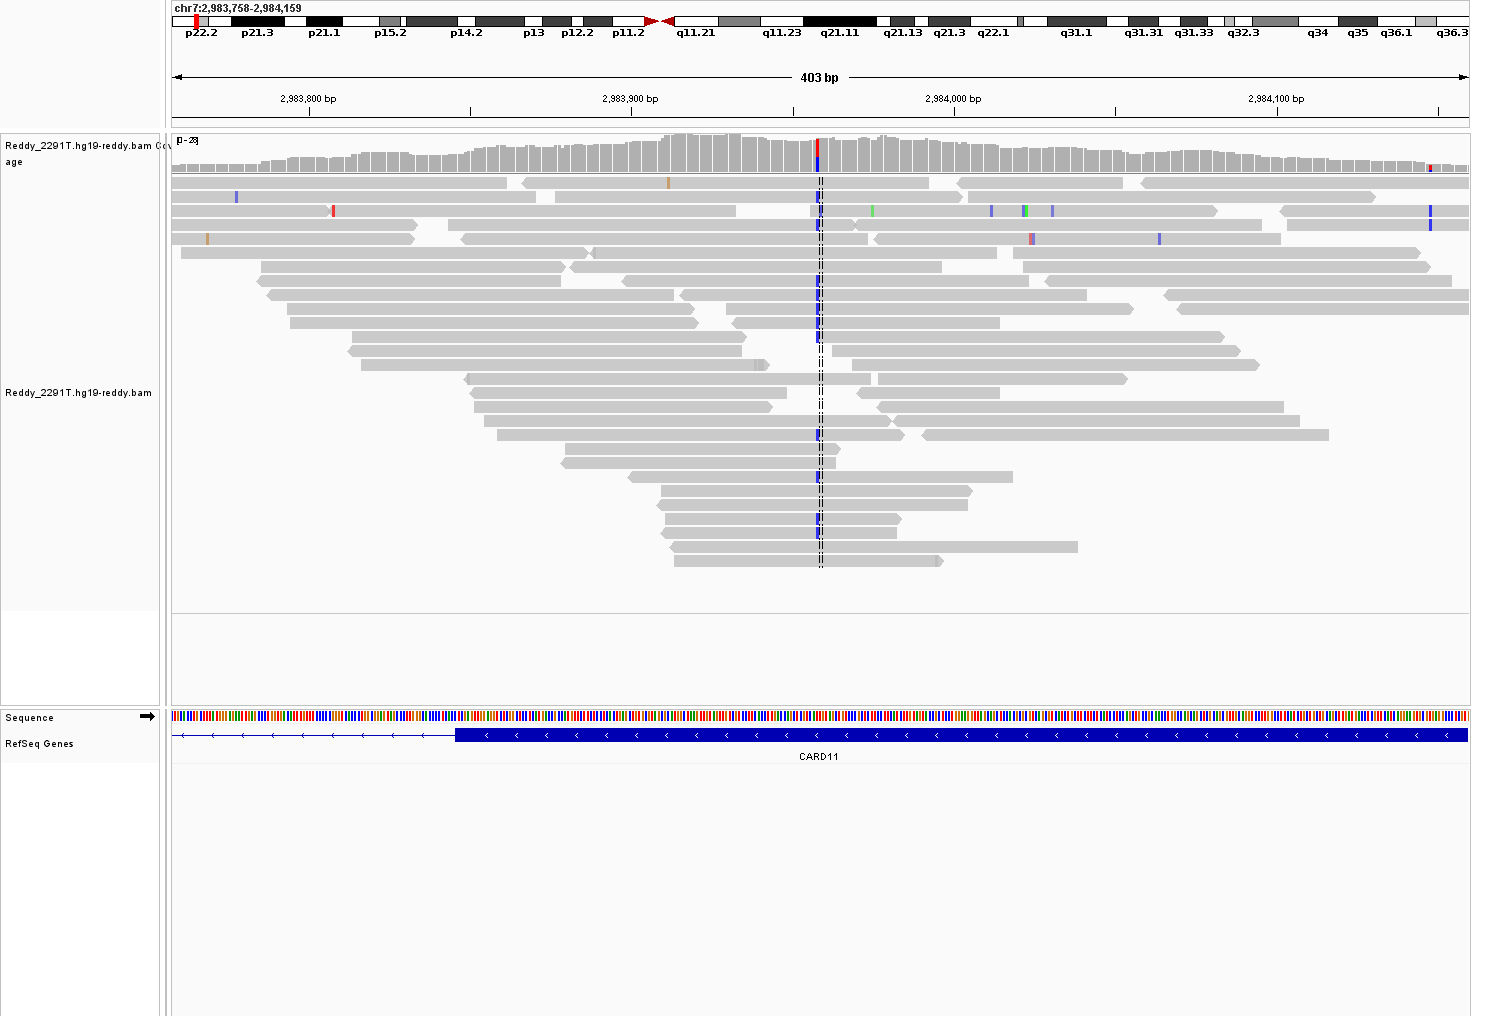 chr7:2,983,758-2,984,159
p22.2 p21.3 p21.1 p15.2 p14.2 p13 p12.2 p11.2 q11.21 q11.23 q21.11 q21.13 q21.3 q22.1 q31.1 q31.31 q31.33 q32.3 q34 q35 q36.1 q36.3
403 bp
2,983,800 bp 2,983,900 bp 2,984,000 bp 2,984,100 bp
[0 - 28]
Reddy_2291T.hg19-reddy.bam Cov
age
Reddy_2291T.hg19-reddy.bam
Sequence
RefSeq Genes
CARD11